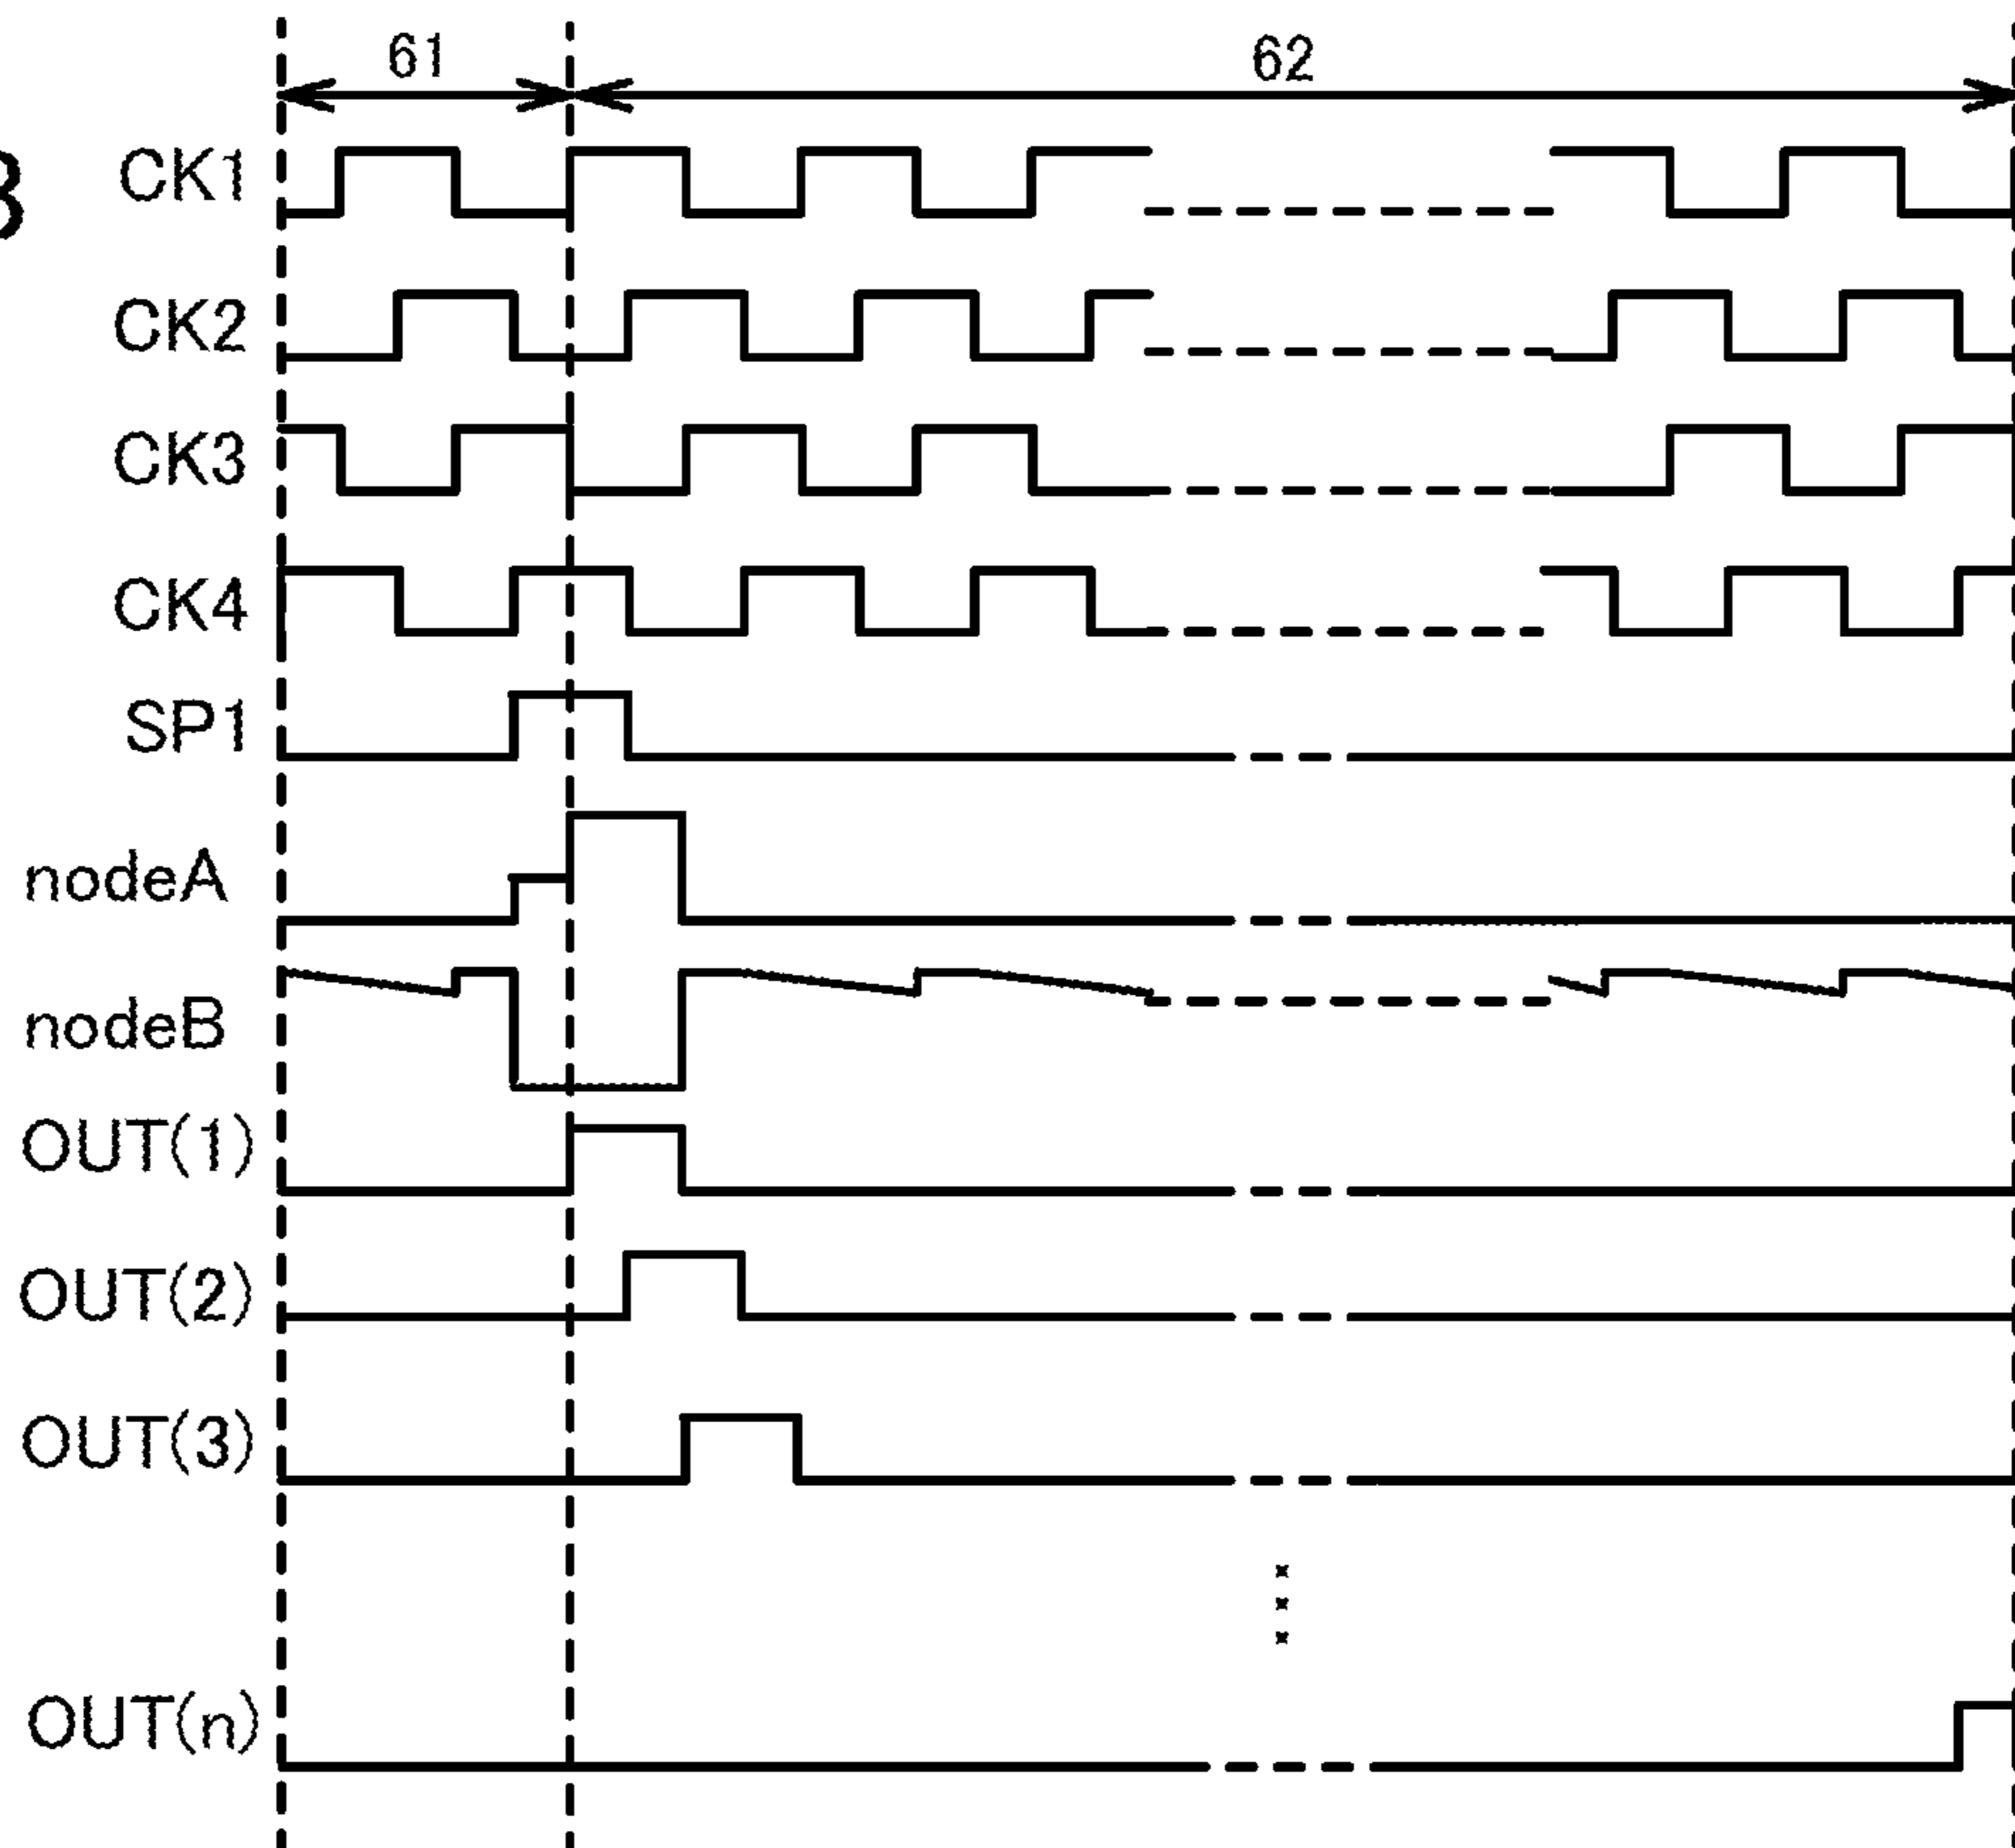 61
62
CK1
CK2
CK3
CK4
SP1
nodeA
nodeB
OUT(1)
OUT(2)
OUT(3)
OUT(n)